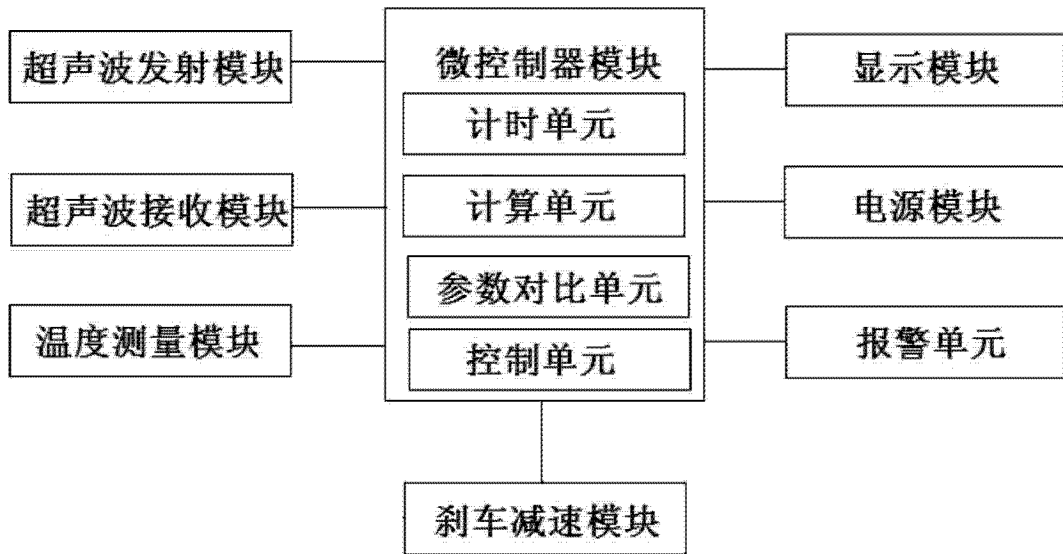 超声波发射模块
超声波接收模块
温度测量模块
微控制器模块
计时单元
计算单元
参数对比单元
控制单元
显示模块
电源模块
报警单元
刹车减速模块